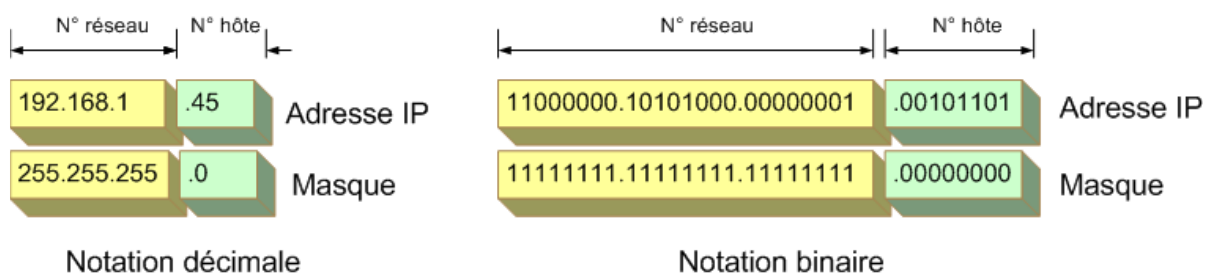 N° réseau N° hôte N° réseau N° hôte
192.168.1 .45 Adresse IP 11000000.10101000.00000001 .00101101 Adresse IP
255.255.255 .0 Masque 11111111.11111111.11111111 .00000000 Masque
Notation décimale Notation binaire